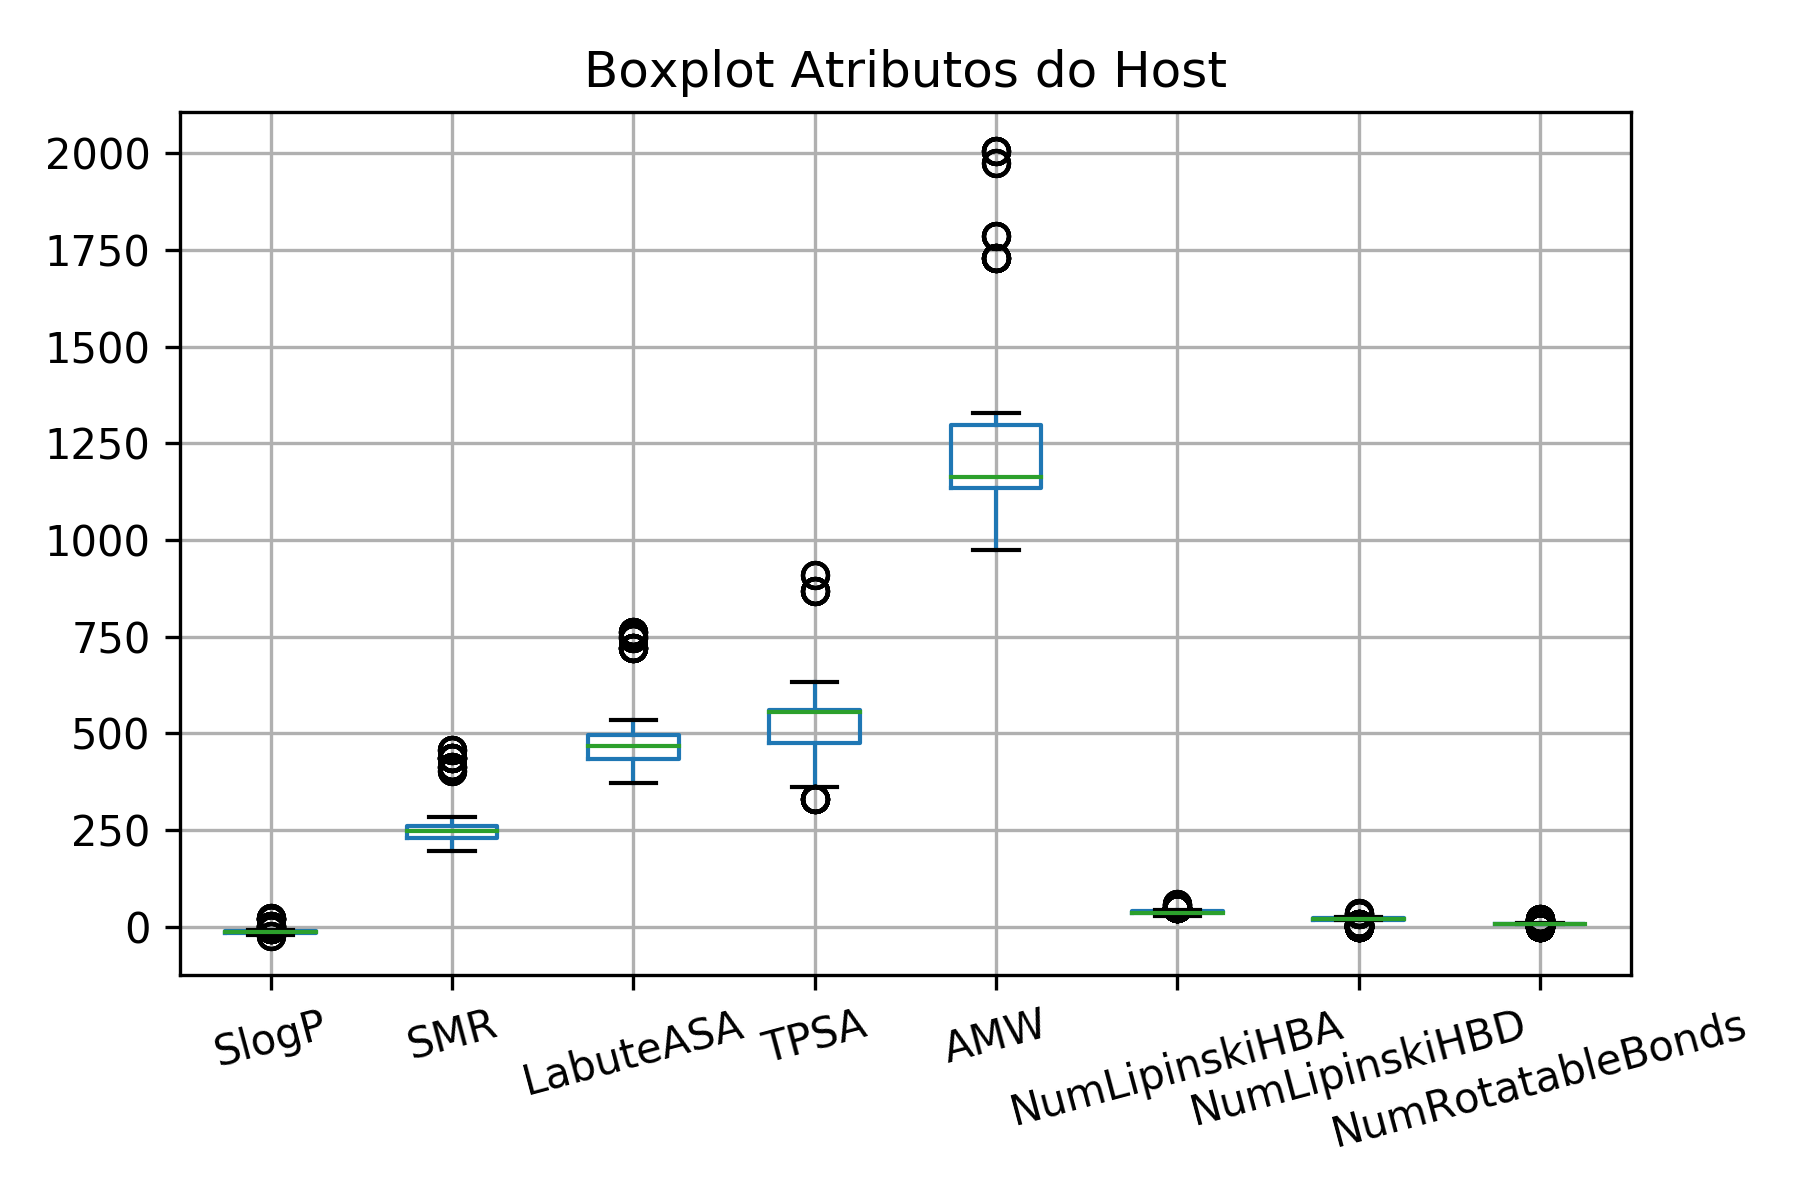 Boxplot Atributos do Host
2000
1750
1500
1250
1000
750
500
250
0
SlogP
SMR
LabuteASA
TPSA
AMW
NumLipinskiHBA
NumLipinskiHBD
NumRotatableBonds